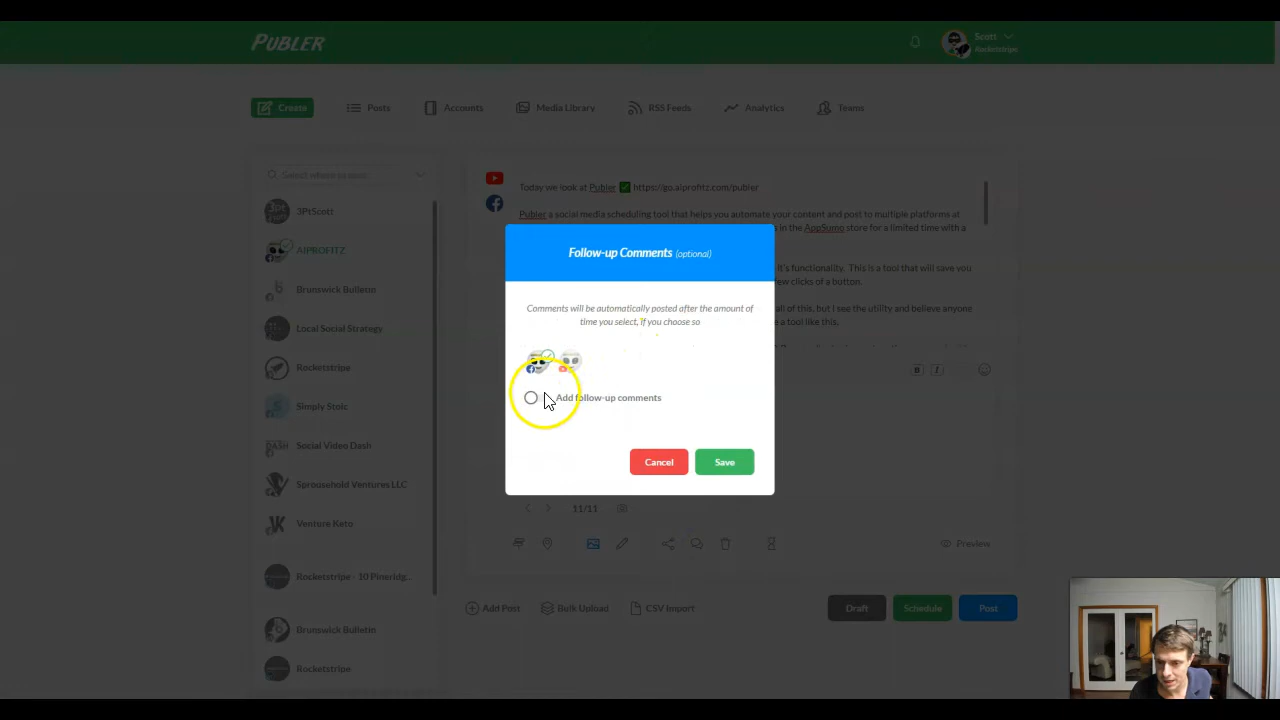 PUBLER
Scott
Rocketstripe
Create
Posts
Accounts
Media Library
RSS Feeds
Analytics
Teams
Select where to post
3PtScott
AIPROFITZ
Brunswick Bulletin
Local Social Strategy
Rocketstripe
Simply Stoic
DASH
Social Video Dash
Sprousehold Ventures LLC
Venture Keto
Rocketstripe - 10 Pineridg...
Brunswick Bulletin
Rocketstripe
Today we look at Publer ✅ https://go.aiprofitz.com/publer
Publer a social media scheduling tool that helps you automate your content and post to multiple platforms at
s in the AppSumo store for a limited time with a
it's functionality. This is a tool that will save you
few clicks of a button.
all of this, but I see the utility and believe anyone
e a tool like this.
Follow-up Comments (optional)
Comments will be automatically posted after the amount of
time you select, if you choose so
Add follow-up comments
Cancel
Save
B
I
11/11
Preview
Add Post
Bulk Upload
CSV Import
Draft
Schedule
Post